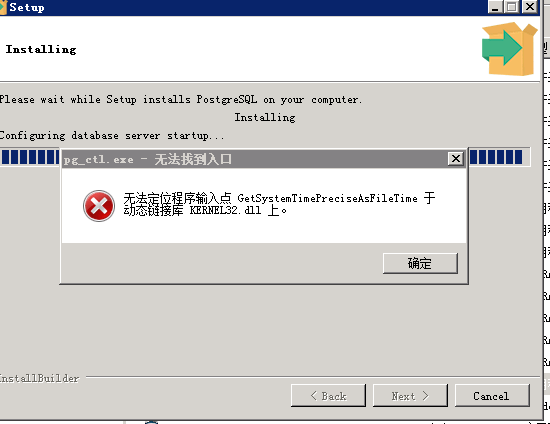 Setup
Installing
Please wait while Setup installs PostgreSQL on your computer.
Installing
Configuring database server startup...
pg_ctl.exe - 无法找到入口
无法定位程序输入点 GetSystemTimePreciseAsFileTime 于
动态链接库 KERNEL32.dll 上。
确定
InstallBuilder
< Back
Next >
Cancel